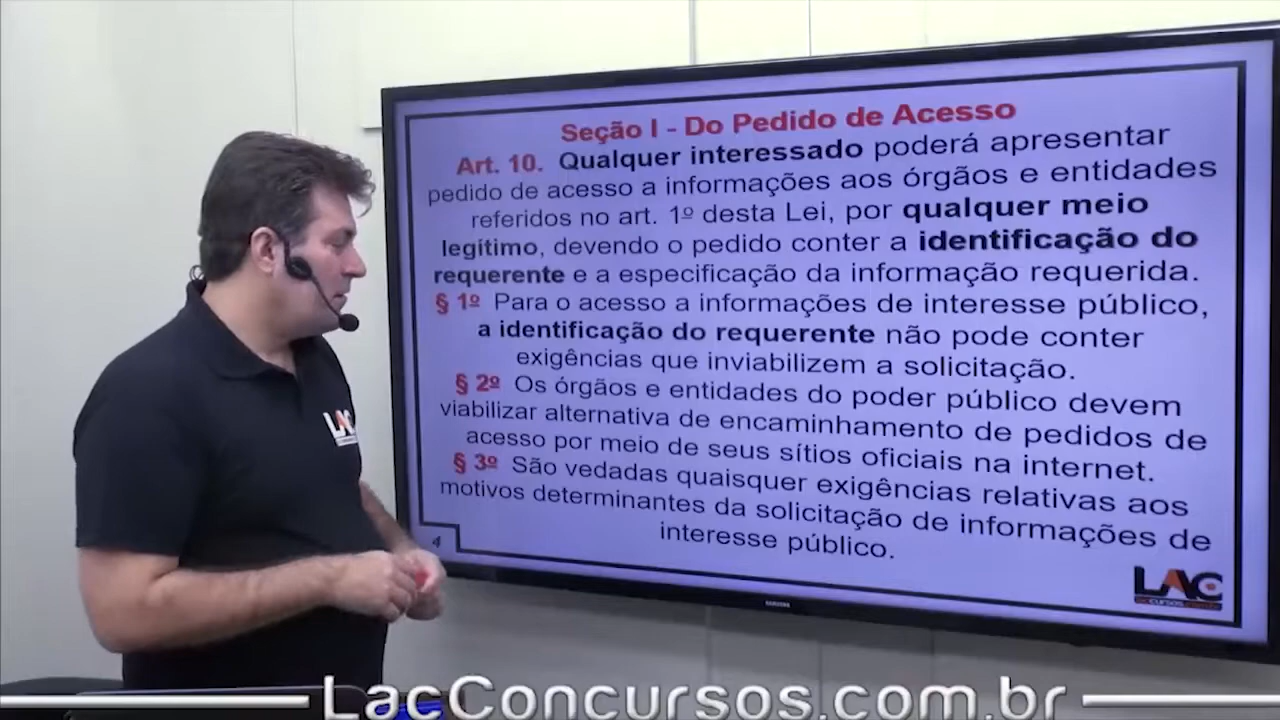 Seção I - Do Pedido de Acesso
Art. 10. Qualquer interessado poderá apresentar
pedido de acesso a informações aos órgãos e entidades
referidos no art. 1º desta Lei, por qualquer meio
legítimo, devendo o pedido conter a identificação do
requerente e a especificação da informação requerida.
§ 1º Para o acesso a informações de interesse público,
a identificação do requerente não pode conter
exigências que inviabilizem a solicitação.
§ 2º Os órgãos e entidades do poder público devem
viabilizar alternativa de encaminhamento de pedidos de
acesso por meio de seus sítios oficiais na internet.
§ 3º São vedadas quaisquer exigências relativas aos
motivos determinantes da solicitação de informações de
interesse público.
4
LAC
LAC
LacConcursos.com.br